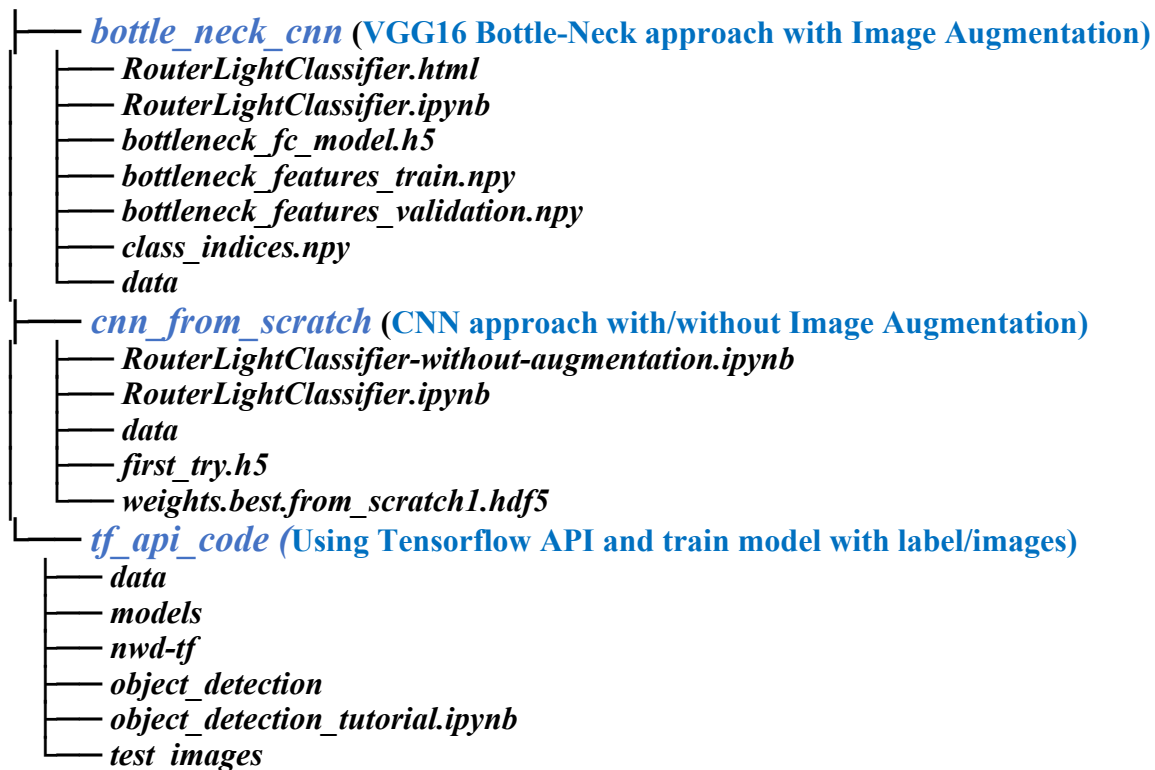 bottle_neck_cnn (VGG16 Bottle-Neck approach with Image Augmentation)
RouterLightClassifier.html
RouterLightClassifier.ipynb
bottleneck_fc_model.h5
bottleneck_features_train.npy
bottleneck_features_validation.npy
class_indices.npy
data
cnn_from_scratch (CNN approach with/without Image Augmentation)
RouterLightClassifier-without-augmentation.ipynb
RouterLightClassifier.ipynb
data
first_try.h5
weights.best.from_scratch1.hdf5
tf_api_code (Using Tensorflow API and train model with label/images)
data
models
nwd-tf
object_detection
object_detection_tutorial.ipynb
test_images